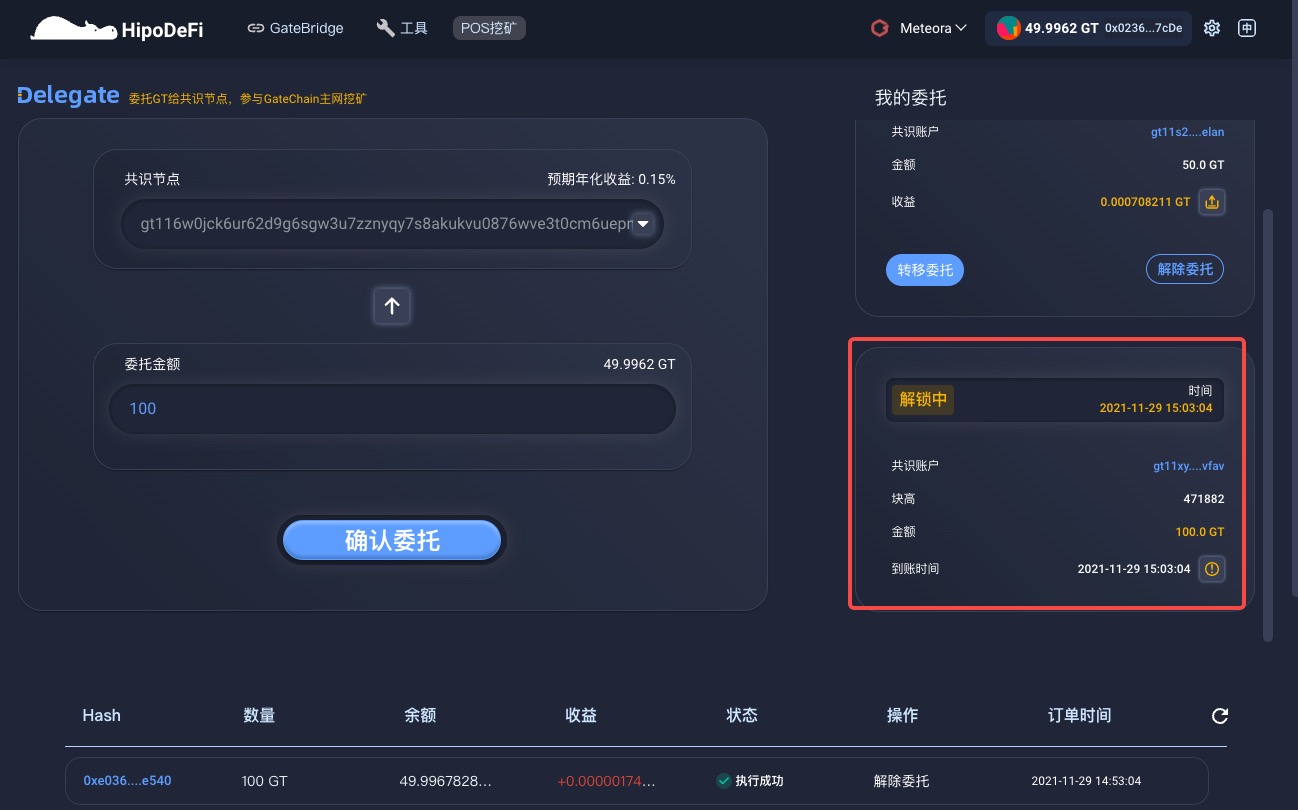 HipoDeFi
GateBridge
工具
POS挖矿
Meteora
49.9962 GT 0x0236...7cDe
中
Delegate 委托GT给共识节点，参与GateChain主网挖矿
共识节点 预期年化收益: 0.15%
gt116w0jck6ur62d9g6sgw3u7zznyqy7s8akukvu0876wve3t0cm6uepr
委托金额 49.9962 GT
100
确认委托
我的委托
共识账户 gt11s2....elan
金额 50.0 GT
收益 0.000708211 GT
转移委托 解除委托
解锁中
时间
2021-11-29 15:03:04
共识账户 gt11xy....vfav
块高 471882
金额 100.0 GT
到账时间 2021-11-29 15:03:04
Hash 数量 余额 收益 状态 操作 订单时间
0xe036....e540 100 GT 49.9967828... +0.00000174... 执行成功 解除委托 2021-11-29 14:53:04